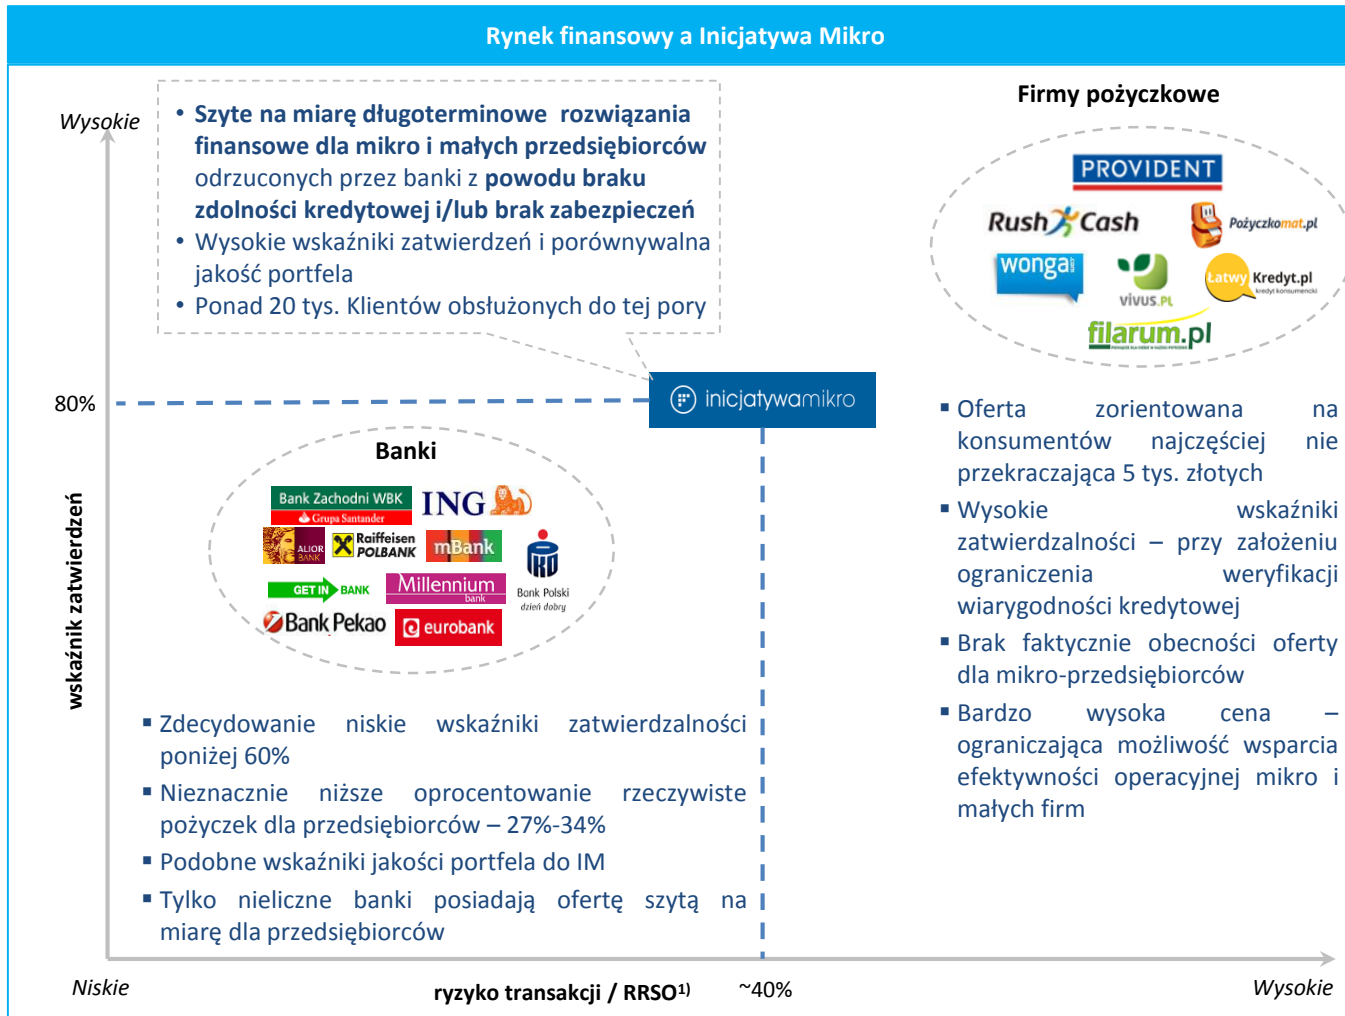 Rynek finansowy a Inicjatywa Mikro
Wysokie
• Szyte na miarę długoterminowe rozwiązania
finansowe dla mikro i małych przedsiębiorców
odrzuconych przez banki z powodu braku
zdolności kredytowej i/lub brak zabezpieczeń
• Wysokie wskaźniki zatwierdzeń i porównywalna
jakość portfela
• Ponad 20 tys. Klientów obsłużonych do tej pory
Firmy pożyczkowe
PROVIDENT
Rush Cash
Pożyczkomat.pl
wonga
vivus.PL
Łatwy Kredyt.pl
kredyt konsumencki
filarum.pl
80%
inicjatywamikro
Banki
Bank Zachodni WBK
Grupa Santander
ING
ALIOR
BANK
Raiffeisen
POLBANK
mBank
Bank Polski
dzień dobry
GET IN BANK
Millennium
bank
Bank Pekao
eurobank
wskaźnik zatwierdzeń
▪ Zdecydowanie niskie wskaźniki zatwierdzalności
poniżej 60%
▪ Nieznacznie niższe oprocentowanie rzeczywiste
pożyczek dla przedsiębiorców – 27%-34%
▪ Podobne wskaźniki jakości portfela do IM
▪ Tylko nieliczne banki posiadają ofertę szytą na
miarę dla przedsiębiorców
▪ Oferta zorientowana na
konsumentów najczęściej nie
przekraczająca 5 tys. złotych
▪ Wysokie wskaźniki
zatwierdzalności – przy założeniu
ograniczenia weryfikacji
wiarygodności kredytowej
▪ Brak faktycznie obecności oferty
dla mikro-przedsiębiorców
▪ Bardzo wysoka cena –
ograniczająca możliwość wsparcia
efektywności operacyjnej mikro i
małych firm
Niskie
ryzyko transakcji / RRSO1)
~40%
Wysokie